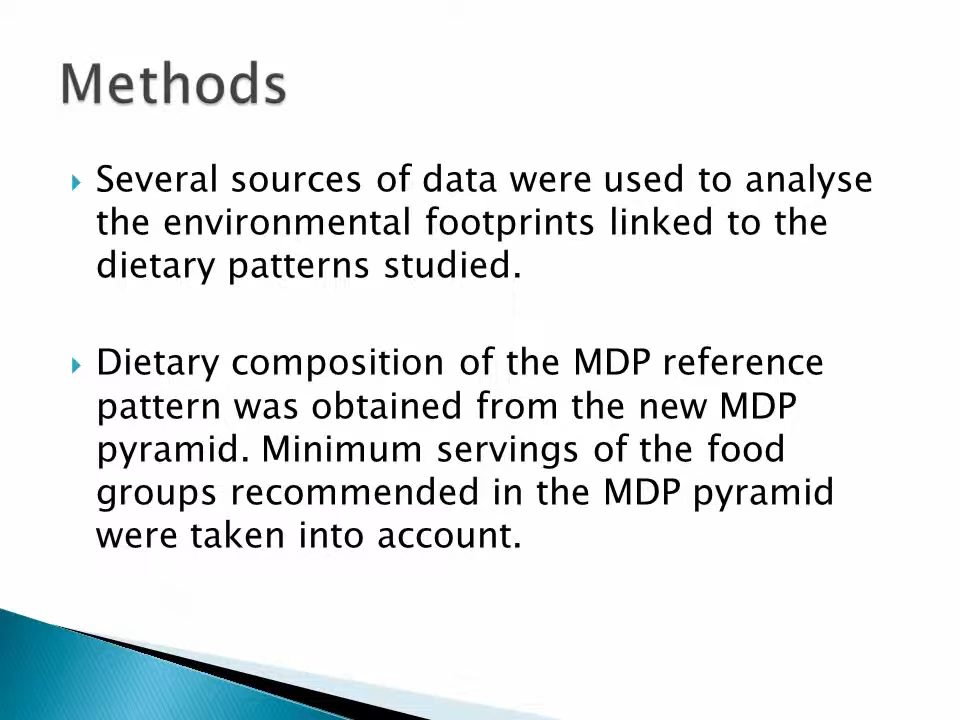 Methods
Several sources of data were used to analyse
the environmental footprints linked to the
dietary patterns studied.
Dietary composition of the MDP reference
pattern was obtained from the new MDP
pyramid. Minimum servings of the food
groups recommended in the MDP pyramid
were taken into account.